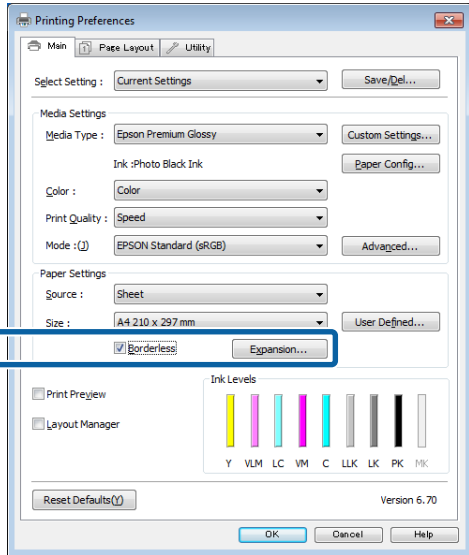 Printing Preferences
Main Page Layout Utility
Select Setting : Current Settings Save/Del...
Media Settings
Media Type : Epson Premium Glossy Custom Settings...
Ink :Photo Black Ink Paper Config...
Color : Color
Print Quality : Speed
Mode :(J) EPSON Standard (sRGB) Advanced...
Paper Settings
Source : Sheet
Size : A4 210 x 297 mm User Defined...
Borderless Expansion...
Print Preview
Layout Manager
Ink Levels
Y VLM LC VM C LLK LK PK MK
Reset Defaults(Y) Version 6.70
OK Cancel Help